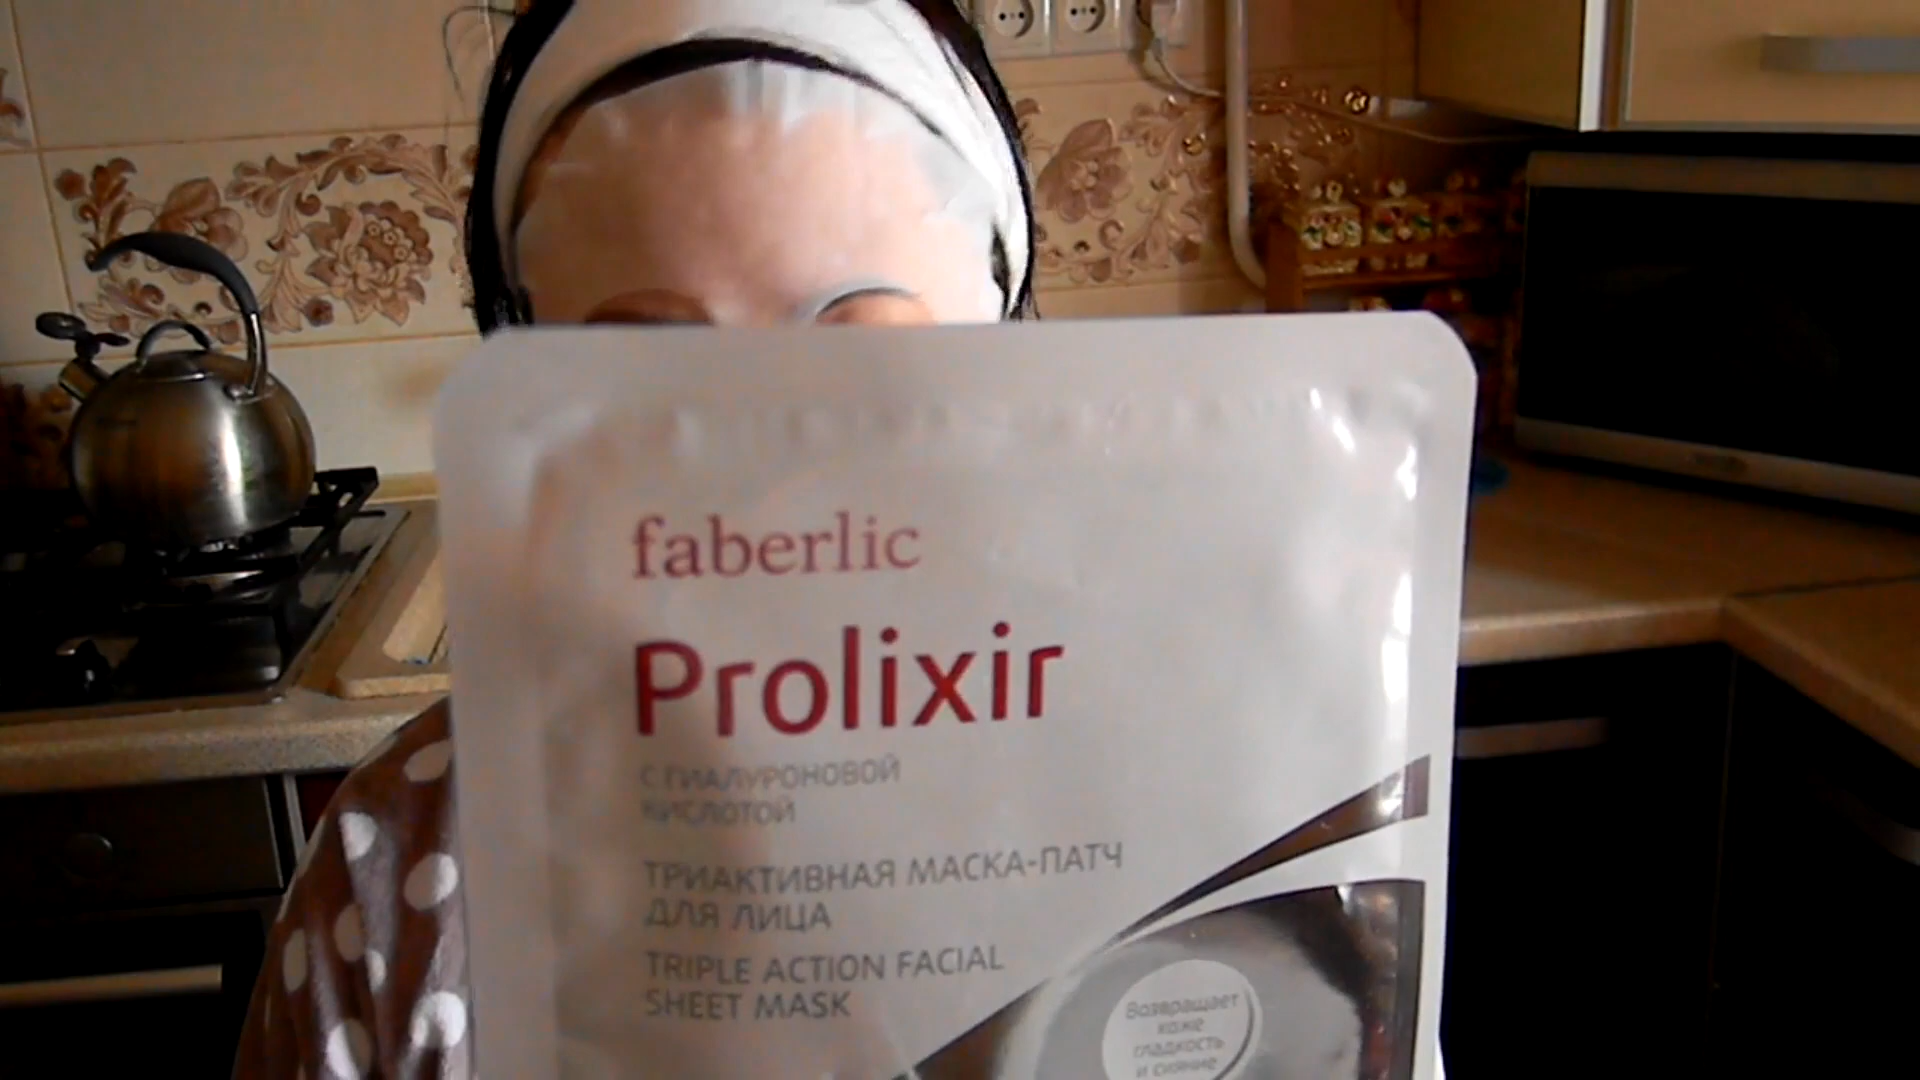 faberlic
Prolixir
С ГИАЛУРОНОВОЙ
КИСЛОТОЙ
ТРИАКТИВНАЯ МАСКА-ПАТЧ
ДЛЯ ЛИЦА
TRIPLE ACTION FACIAL
SHEET MASK
Возвращает
коже
гладкость
и сияние